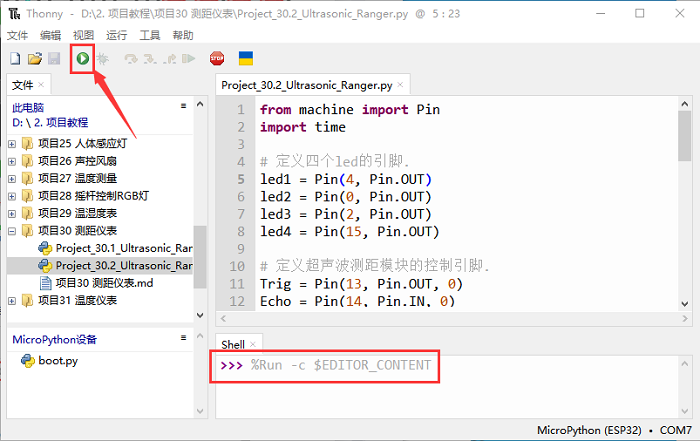 Thonny - D:\2. 项目教程\项目30 测距仪表\Project_30.2_Ultrasonic_Ranger.py @ 5 : 23
文件 编辑 视图 运行 工具 帮助
STOP
文件 ×
此电脑
D: \ 2. 项目教程
项目25 人体感应灯
项目26 声控风扇
项目27 温度测量
项目28 摇杆控制RGB灯
项目29 温湿度表
项目30 测距仪表
Project_30.1_Ultrasonic_Rar
Project_30.2_Ultrasonic_Rar
项目30 测距仪表.md
项目31 温度仪表
MicroPython设备
boot.py
Project_30.2_Ultrasonic_Ranger.py ×
1 from machine import Pin
2 import time
3
4 # 定义四个led的引脚.
5 led1 = Pin(4, Pin.OUT)
6 led2 = Pin(0, Pin.OUT)
7 led3 = Pin(2, Pin.OUT)
8 led4 = Pin(15, Pin.OUT)
9
10 # 定义超声波测距模块的控制引脚.
11 Trig = Pin(13, Pin.OUT, 0)
12 Echo = Pin(14, Pin.IN, 0)
Shell ×
>>> %Run -c $EDITOR_CONTENT
MicroPython (ESP32) • COM7